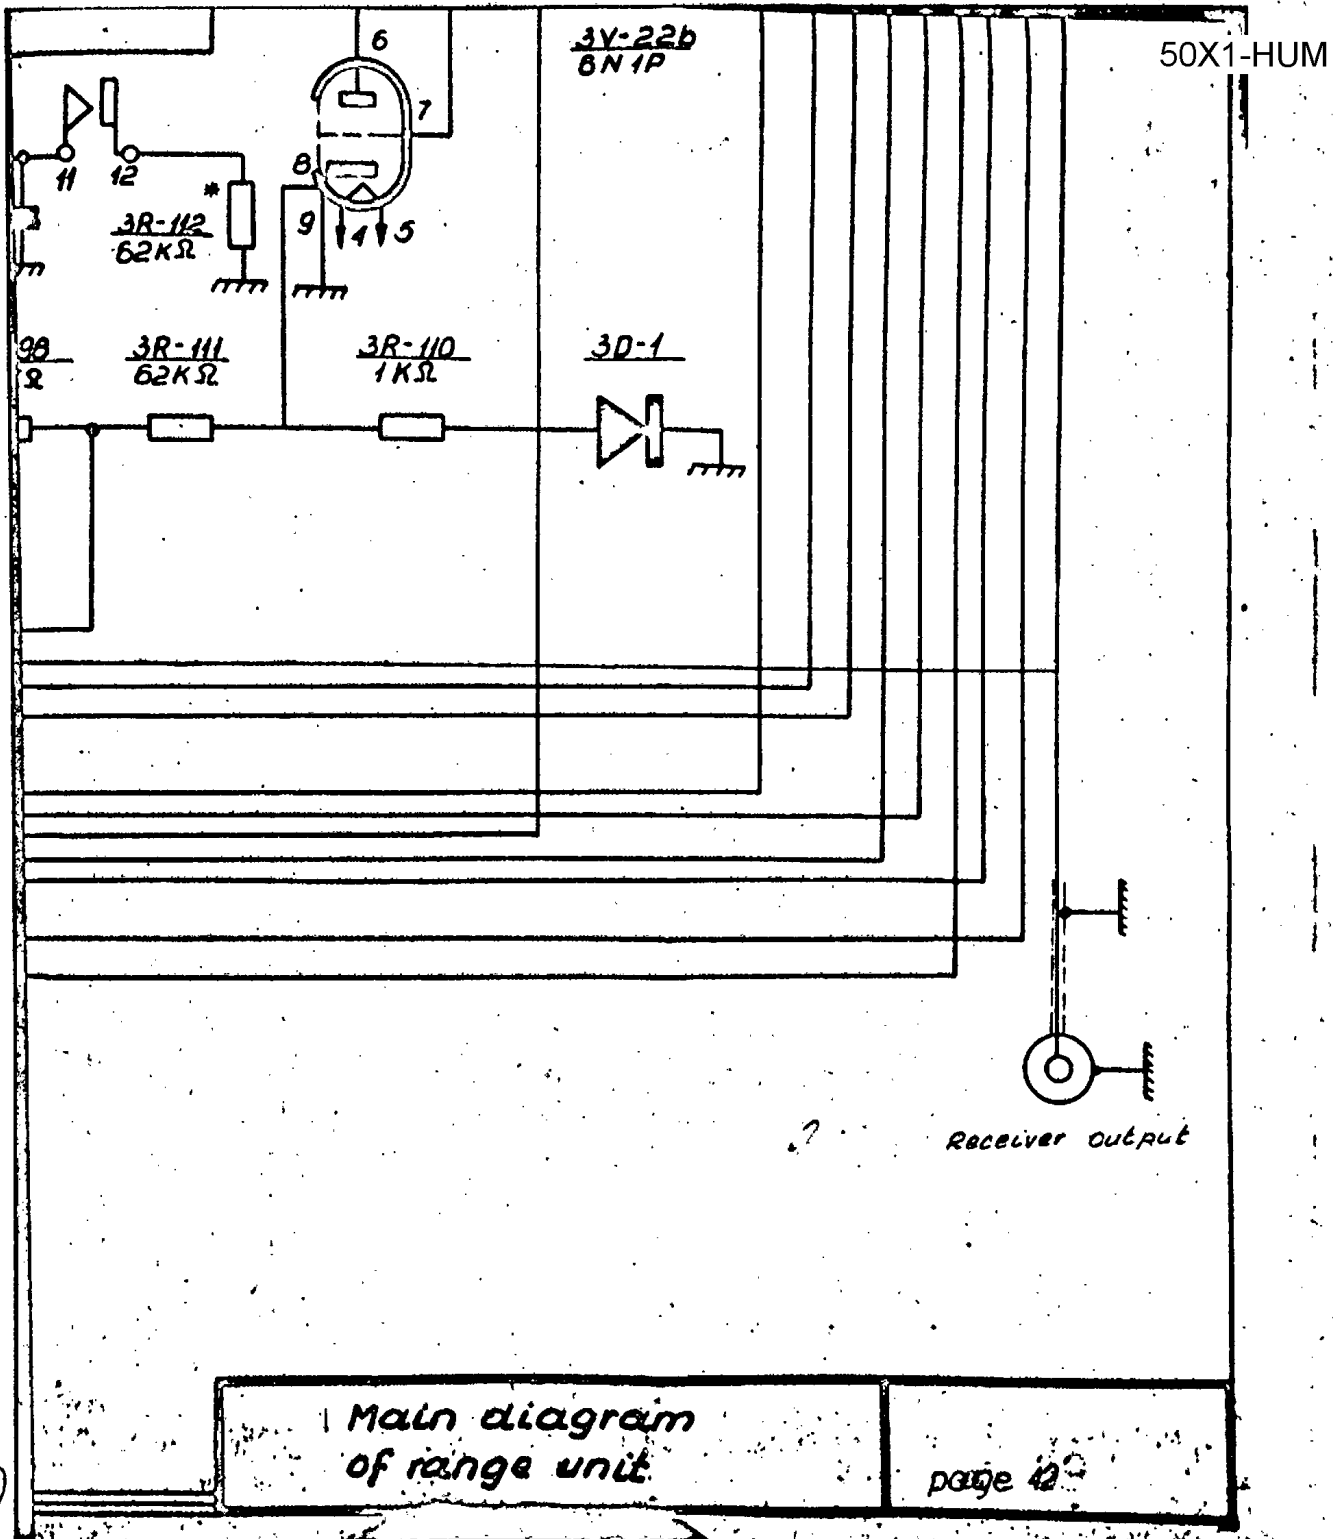 6
3V-22b
6N1P
50X1-HUM
7
11
12
8
*
3R-112
62KΩ
9
4
5
98
Ω
3R-111
62KΩ
3R-110
1KΩ
3D-1
Receiver output
Main diagram
of range unit
page